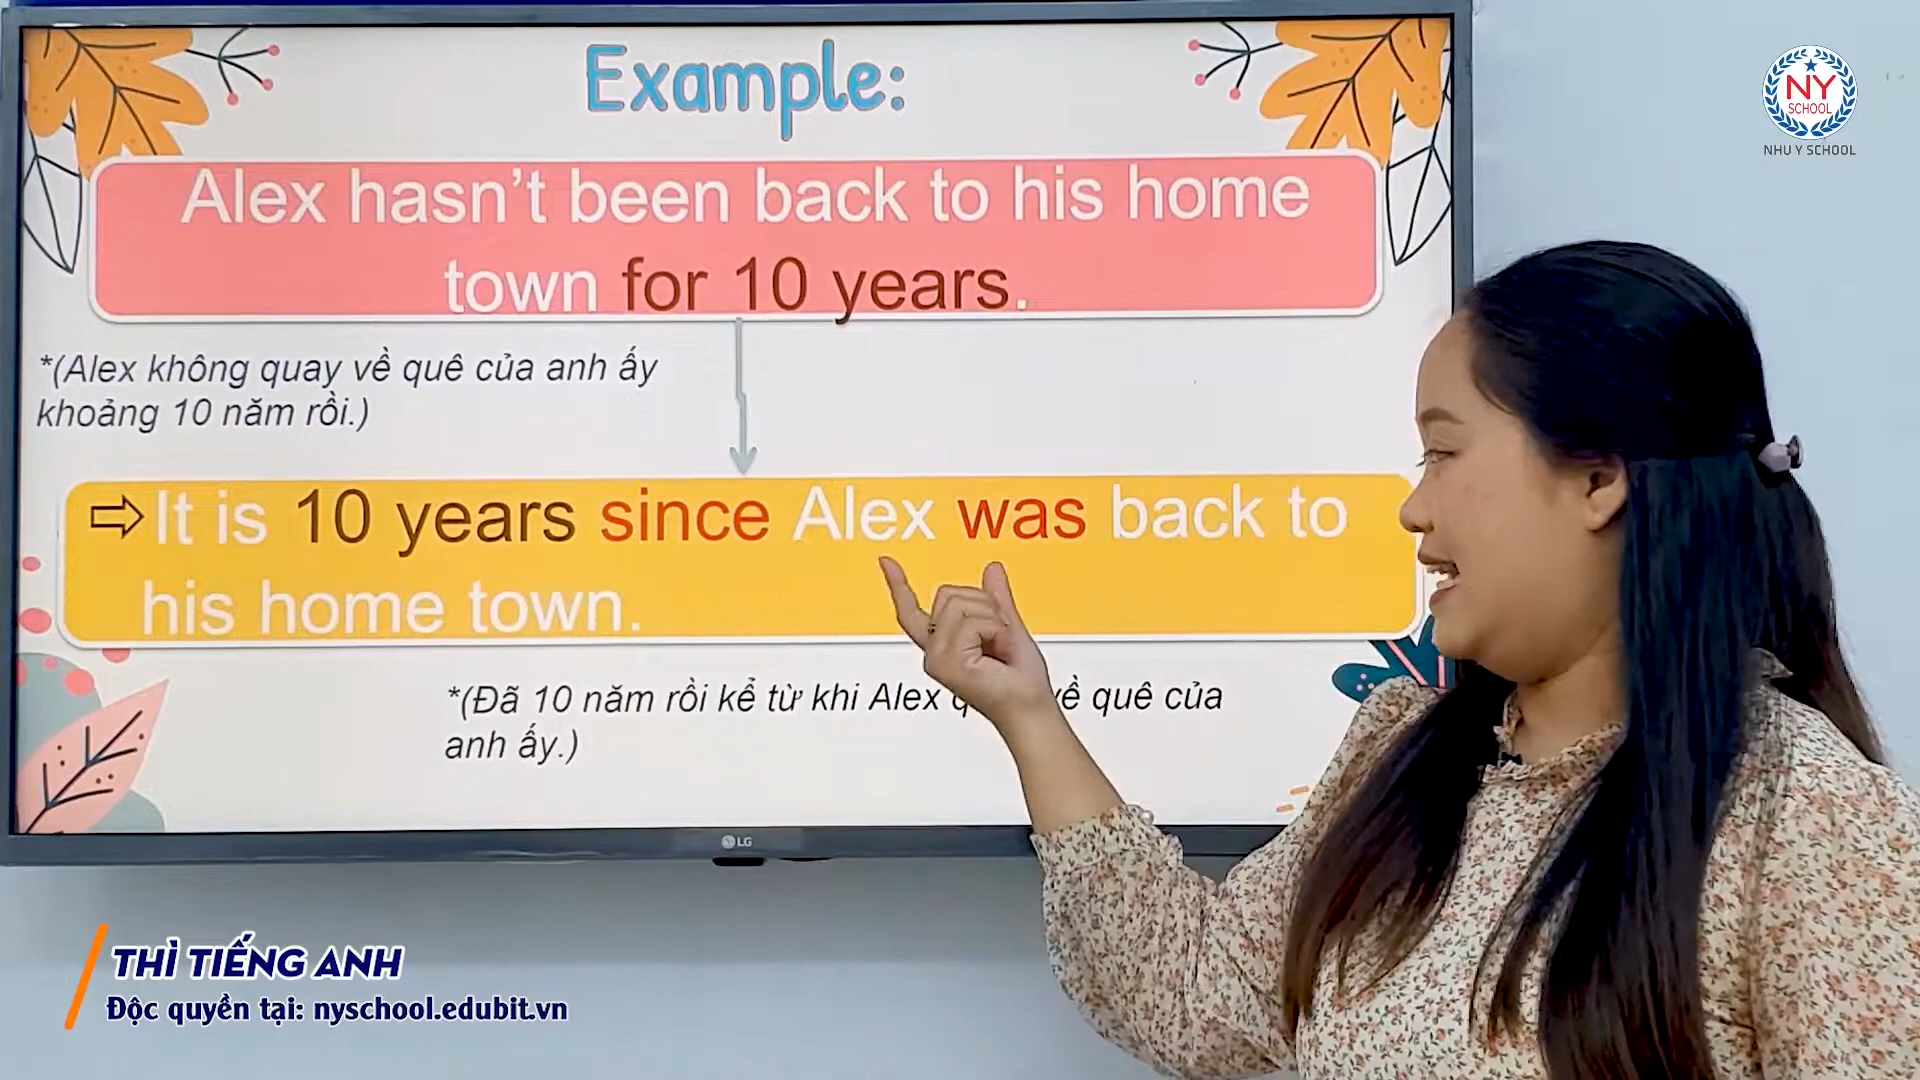 Example:
Alex hasn't been back to his home
town for 10 years.
*(Alex không quay về quê của anh ấy
khoảng 10 năm rồi.)
⇨It is 10 years since Alex was back to
his home town.
*(Đã 10 năm rồi kể từ khi Alex về quê của
anh ấy.)
NY
SCHOOL
NHU Y SCHOOL
LG
THÌ TIẾNG ANH
Độc quyền tại: nyschool.edubit.vn